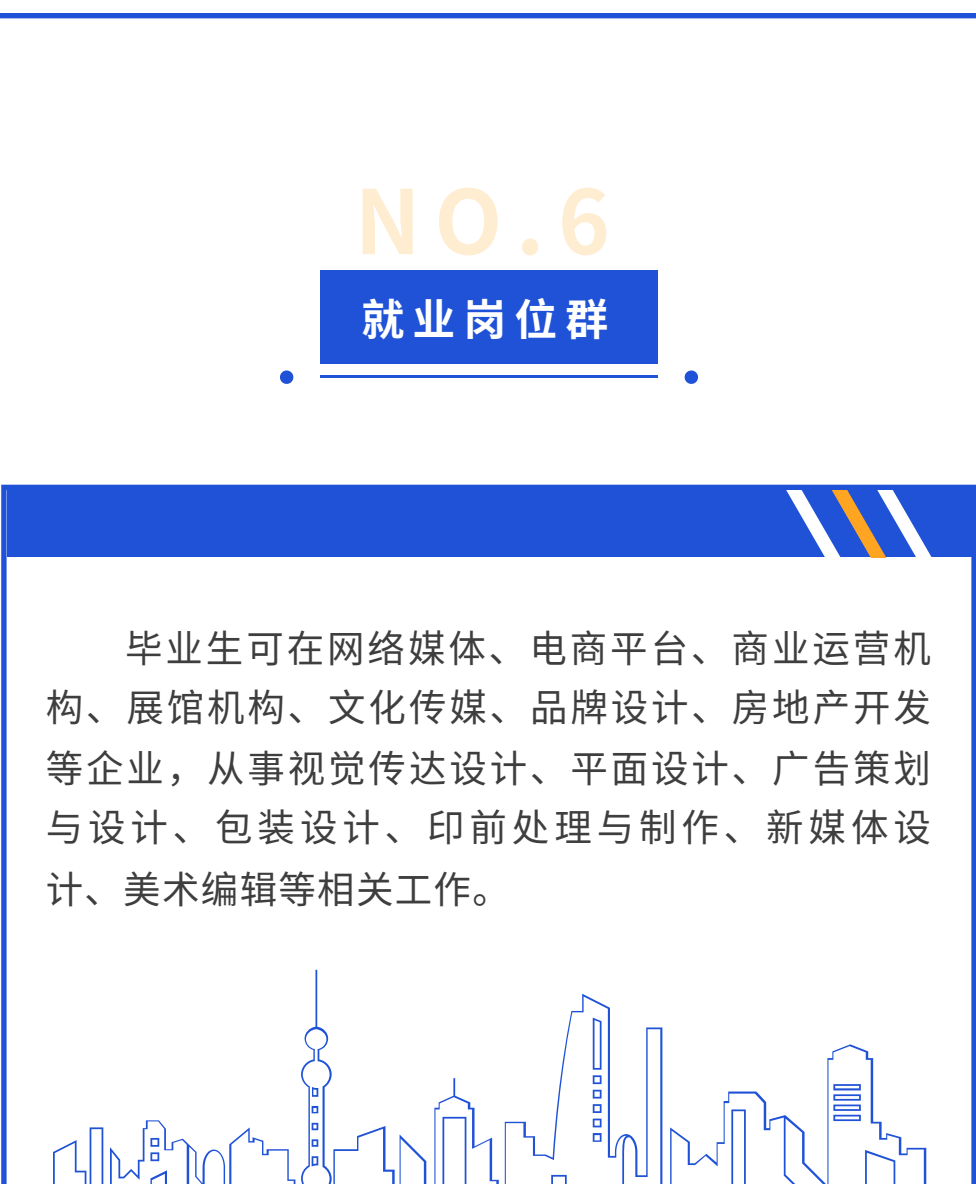 NO.6
就业岗位群
毕业生可在网络媒体、电商平台、商业运营机
构、展馆机构、文化传媒、品牌设计、房地产开发
等企业，从事视觉传达设计、平面设计、广告策划
与设计、包装设计、印前处理与制作、新媒体设
计、美术编辑等相关工作。